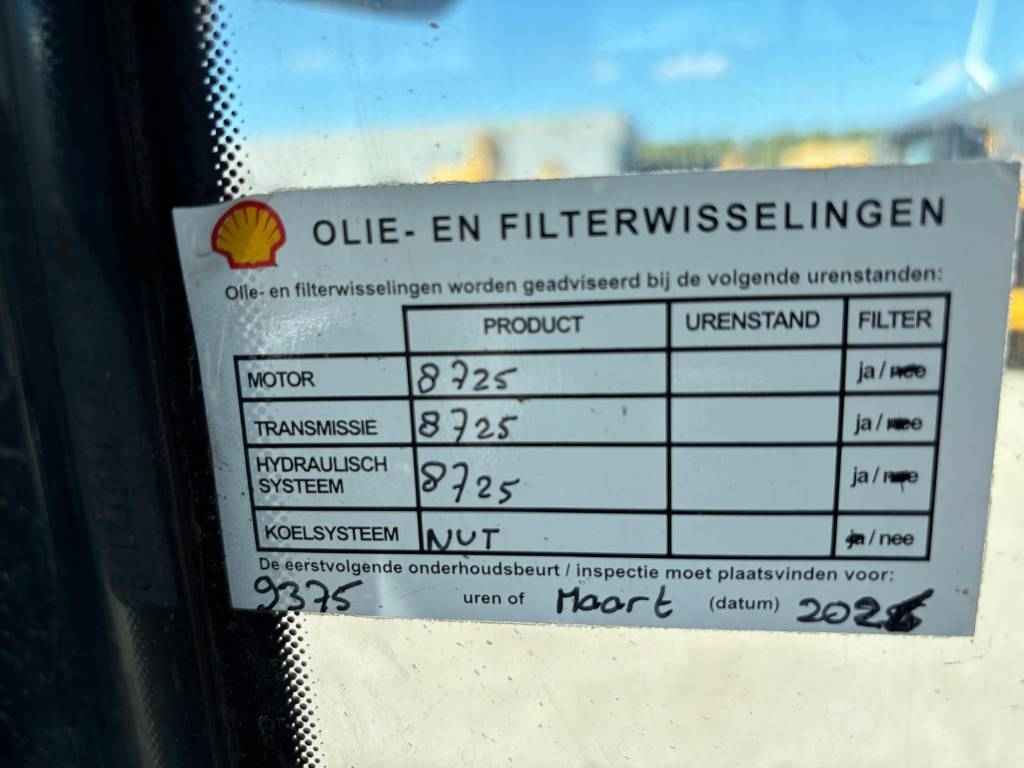 OLIE- EN FILTERWISSELINGEN
Olie- en filterwisselingen worden geadviseerd bij de volgende urenstanden:
PRODUCT URENSTAND FILTER
MOTOR 8725 ja / nee
TRANSMISSIE 8725 ja / nee
HYDRAULISCH SYSTEEM 8725 ja / nee
KOELSYSTEEM NUT ja / nee
De eerstvolgende onderhoudsbeurt / inspectie moet plaatsvinden voor:
9375 uren of Maart (datum)